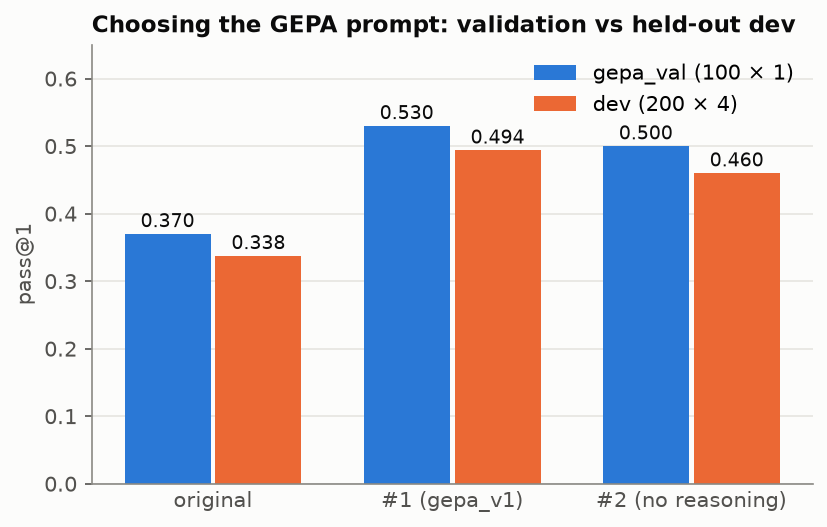 Choosing the GEPA prompt: validation vs held-out dev
gepa_val (100 × 1)
dev (200 × 4)
pass@1
0.6
0.5
0.4
0.3
0.2
0.1
0.0
0.370
0.338
0.530
0.494
0.500
0.460
original
#1 (gepa_v1)
#2 (no reasoning)